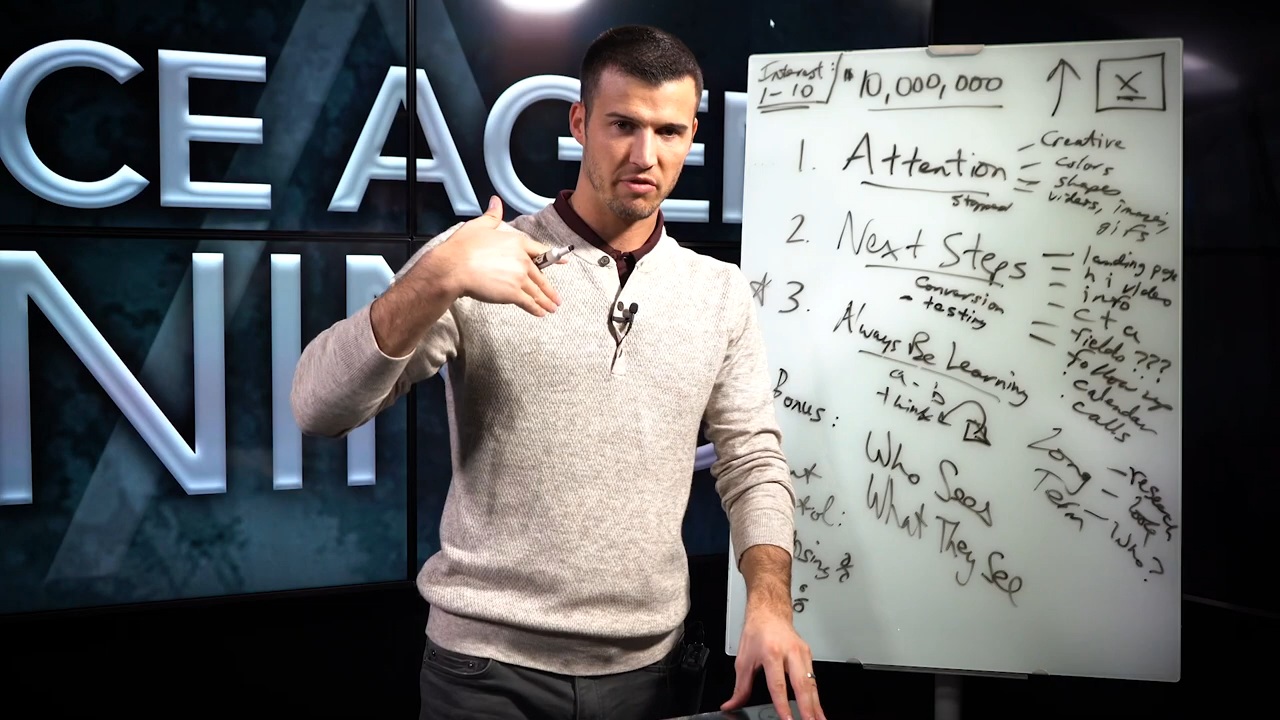 CE AGE
NIN
Interest:
1-10
$10,000,000
X
1. Attention
stopped
- Creative
- colors
- shapes
videos, images,
gifs
2. Next Steps
Conversion
- testing
- landing page
- hi video
- info
- cta
- fields ???
- follow up
calendar
calls
3.
Always Be Learning
a.
think
Bonus:
Who Sees
What They See
Long
Term
- research
- look
- who?